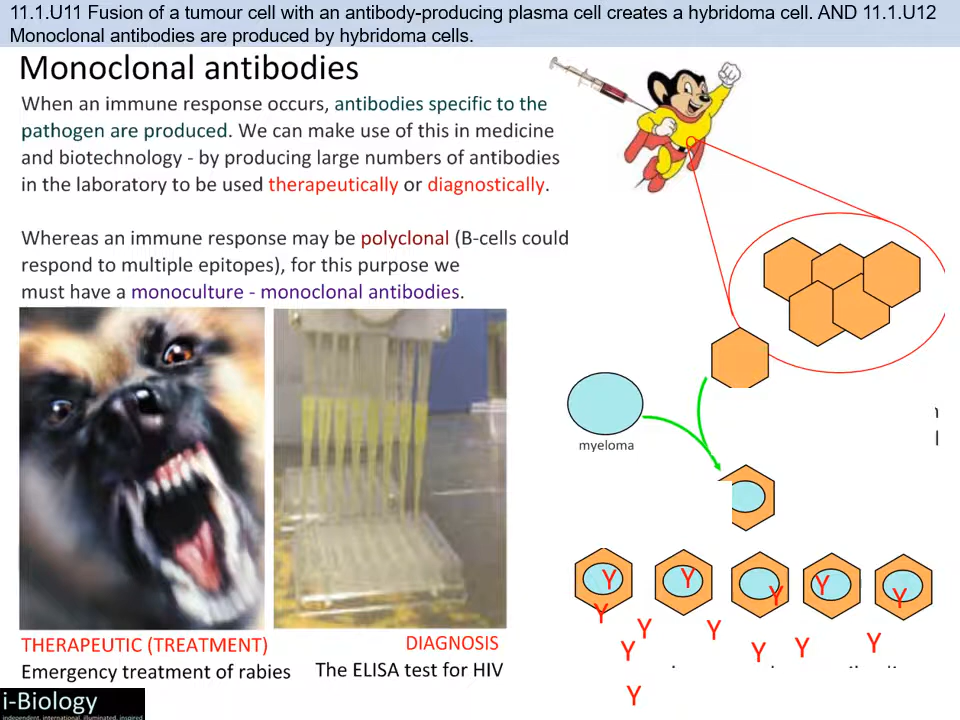 11.1.U11 Fusion of a tumour cell with an antibody-producing plasma cell creates a hybridoma cell. AND 11.1.U12
Monoclonal antibodies are produced by hybridoma cells.
Monoclonal antibodies
When an immune response occurs, antibodies specific to the
pathogen are produced. We can make use of this in medicine
and biotechnology - by producing large numbers of antibodies
in the laboratory to be used therapeutically or diagnostically.
Whereas an immune response may be polyclonal (B-cells could
respond to multiple epitopes), for this purpose we
must have a monoculture - monoclonal antibodies.
myeloma
THERAPEUTIC (TREATMENT)
Emergency treatment of rabies
DIAGNOSIS
The ELISA test for HIV
i-Biology
independent, international, illuminated, inspired